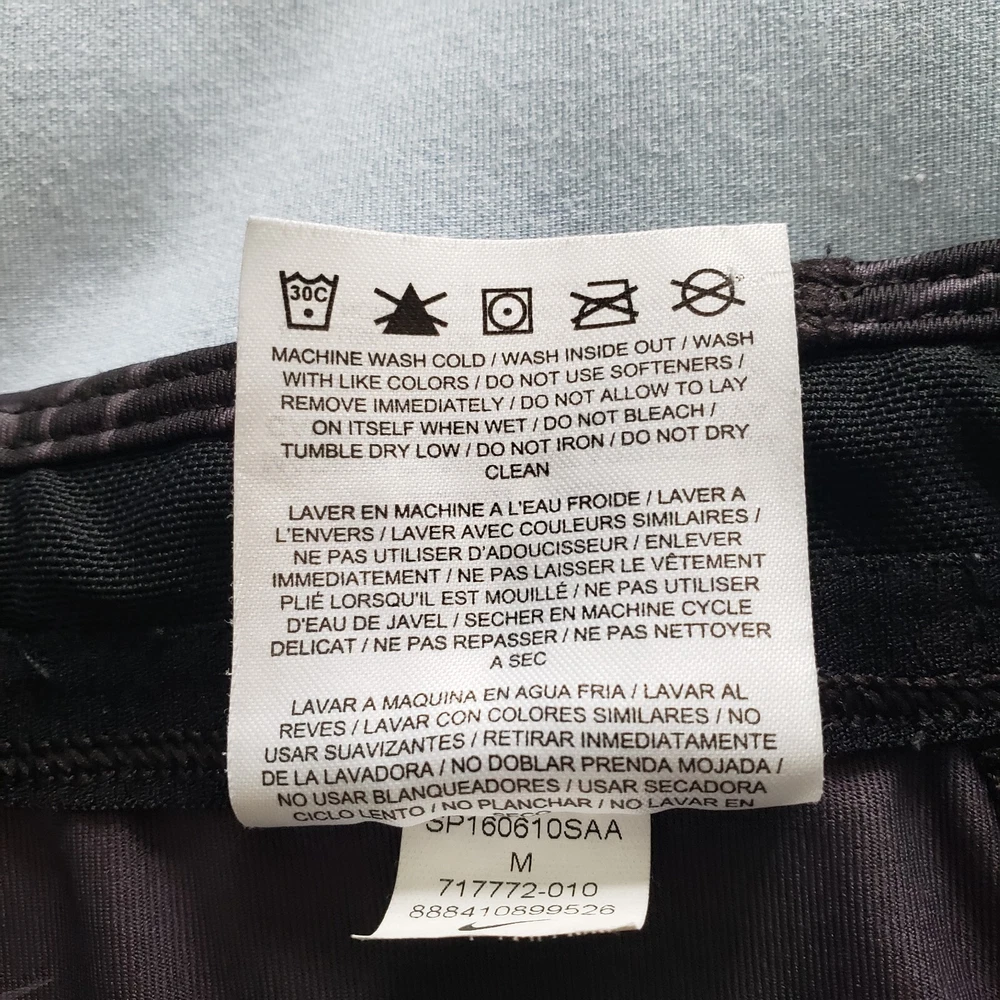 30C
MACHINE WASH COLD / WASH INSIDE OUT / WASH
WITH LIKE COLORS / DO NOT USE SOFTENERS /
REMOVE IMMEDIATELY / DO NOT ALLOW TO LAY
ON ITSELF WHEN WET / DO NOT BLEACH /
TUMBLE DRY LOW / DO NOT IRON / DO NOT DRY
CLEAN
LAVER EN MACHINE A L'EAU FROIDE / LAVER A
L'ENVERS / LAVER AVEC COULEURS SIMILAIRES /
NE PAS UTILISER D'ADOUCISSEUR / ENLEVER
IMMEDIATEMENT / NE PAS LAISSER LE VÊTEMENT
PLIÉ LORSQU'IL EST MOUILLÉ / NE PAS UTILISER
D'EAU DE JAVEL / SECHER EN MACHINE CYCLE
DELICAT / NE PAS REPASSER / NE PAS NETTOYER
A SEC
LAVAR A MAQUINA EN AGUA FRIA / LAVAR AL
REVES / LAVAR CON COLORES SIMILARES / NO
USAR SUAVIZANTES / RETIRAR INMEDIATAMENTE
DE LA LAVADORA / NO DOBLAR PRENDA MOJADA /
NO USAR BLANQUEADORES / USAR SECADORA
CICLO LENTO / NO PLANCHAR / NO LAVAR EN
SP160610SAA
M
717772-010
888410899526